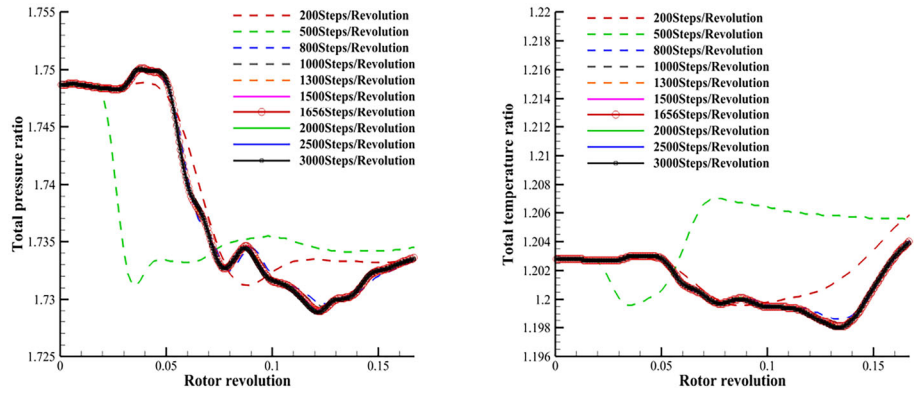 1.755
1.75
1.745
1.74
1.735
1.73
1.725
Total pressure ratio
0
0.05
0.1
0.15
Rotor revolution
200Steps/Revolution
500Steps/Revolution
800Steps/Revolution
1000Steps/Revolution
1300Steps/Revolution
1500Steps/Revolution
1656Steps/Revolution
2000Steps/Revolution
2500Steps/Revolution
3000Steps/Revolution
1.22
1.218
1.216
1.214
1.212
1.21
1.208
1.206
1.204
1.202
1.2
1.198
1.196
Total temperature ratio
0
0.05
0.1
0.15
Rotor revolution
200Steps/Revolution
500Steps/Revolution
800Steps/Revolution
1000Steps/Revolution
1300Steps/Revolution
1500Steps/Revolution
1656Steps/Revolution
2000Steps/Revolution
2500Steps/Revolution
3000Steps/Revolution